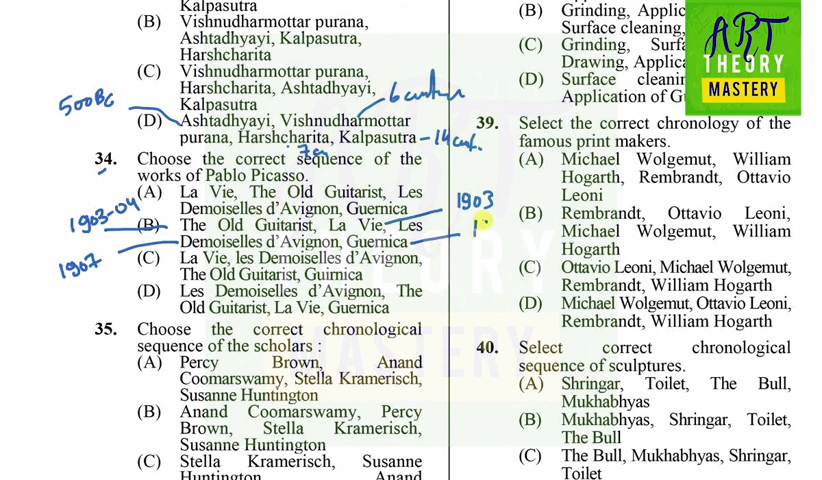 Kalpasutra
(B) Vishnudharmottar purana,
Ashtadhyayi, Kalpasutra,
Harshcharita
(C) Vishnudharmottar purana,
Harshcharita, Ashtadhyayi,
Kalpasutra
500BC
(D) Ashtadhyayi, Vishnudharmottar
purana, Harshcharita, Kalpasutra
34. Choose the correct sequence of the
works of Pablo Picasso.
(A) La Vie, The Old Guitarist, Les
Demoiselles d'Avignon, Guernica
1903-04
(B) The Old Guitarist, La Vie, Les
Demoiselles d'Avignon, Guernica
1903
1907
(C) La Vie, les Demoiselles d'Avignon,
The Old Guitarist, Guirnica
(D) Les Demoiselles d'Avignon, The
Old Guitarist, La Vie, Guernica
35. Choose the correct chronological
sequence of the scholars :
(A) Percy Brown, Anand
Coomarswamy, Stella Kramerisch,
Susanne Huntington
(B) Anand Coomarswamy, Percy
Brown, Stella Kramerisch,
Susanne Huntington
(C) Stella Kramerisch, Susanne
Huntington Anand
(B) Grinding, Applic
Surface cleaning,
(C) Grinding, Surfa
Drawing, Applica
(D) Surface cleanin
Application of Gu
39. Select the correct chronology of the
famous print makers.
(A) Michael Wolgemut, William
Hogarth, Rembrandt, Ottavio
Leoni
(B) Rembrandt, Ottavio Leoni,
Michael Wolgemut, William
Hogarth
(C) Ottavio Leoni, Michael Wolgemut,
Rembrandt, William Hogarth
(D) Michael Wolgemut, Ottavio Leoni,
Rembrandt, William Hogarth
40. Select correct chronological
sequence of sculptures.
(A) Shringar, Toilet, The Bull,
Mukhabhyas
(B) Mukhabhyas, Shringar, Toilet,
The Bull
(C) The Bull, Mukhabhyas, Shringar,
Toilet
ART
THEORY
MASTERY